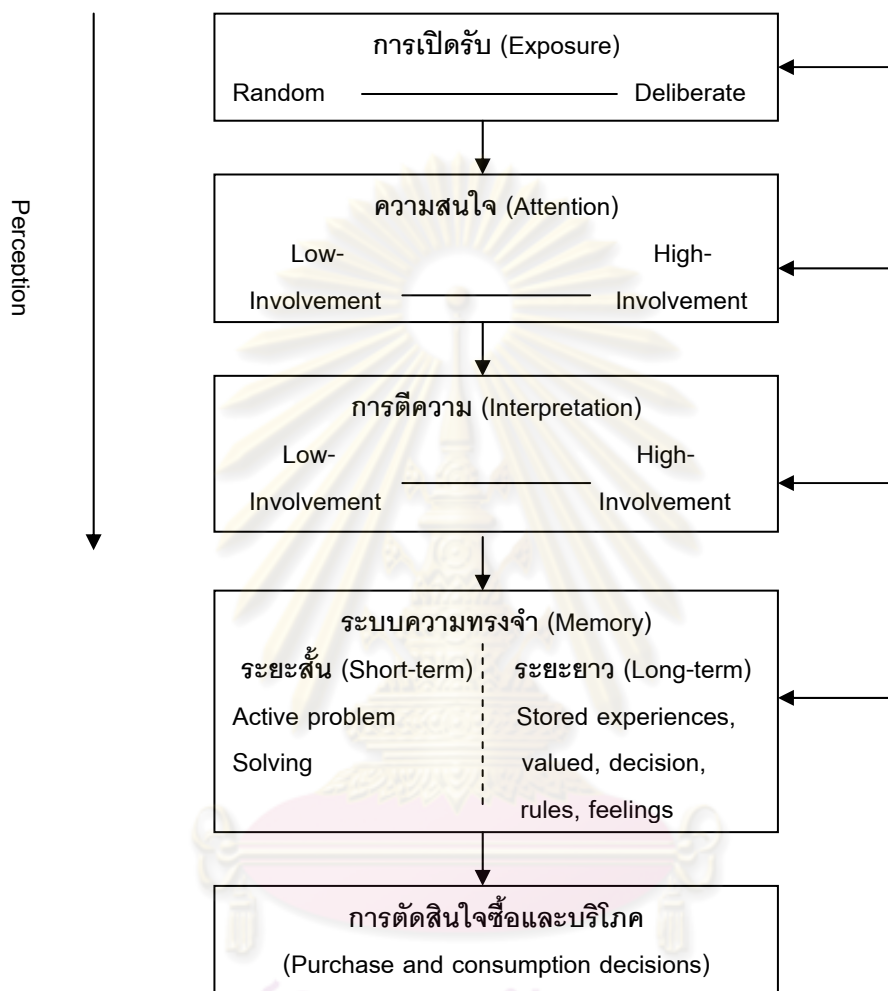 การเปิดรับ (Exposure)
Random Deliberate
Perception
ความสนใจ (Attention)
Low- High-
Involvement Involvement
การตีความ (Interpretation)
Low- High-
Involvement Involvement
ระบบความทรงจำ (Memory)
ระยะสั้น (Short-term) ระยะยาว (Long-term)
Active problem Stored experiences,
Solving valued, decision,
rules, feelings
การตัดสินใจซื้อและบริโภค
(Purchase and consumption decisions)